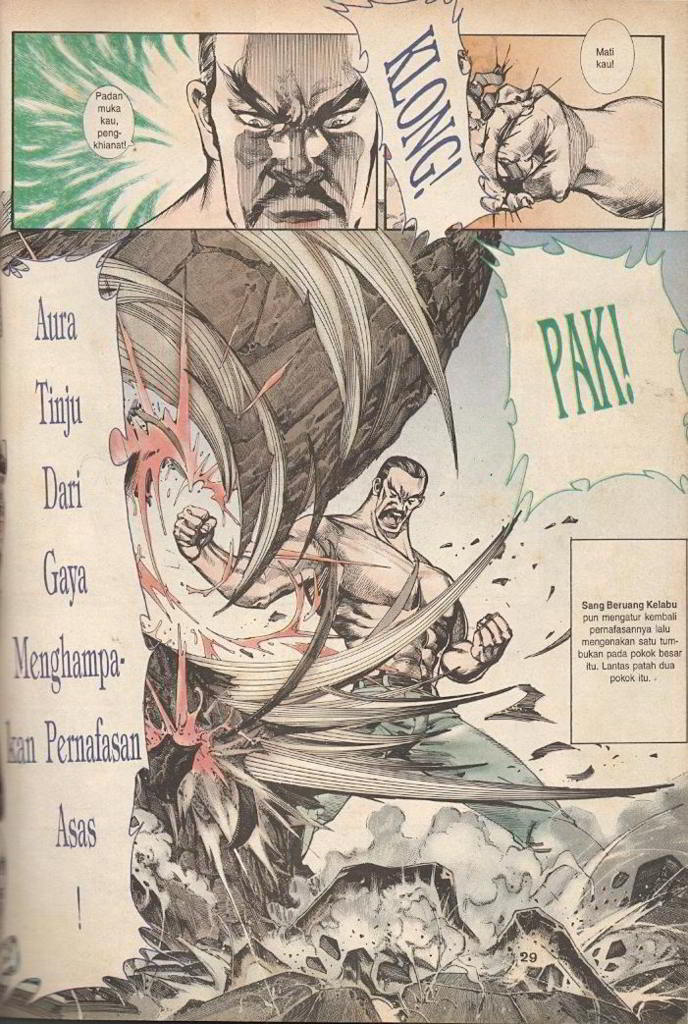 Padan
muka
kau,
peng-
khianat!
KLONG!
Mati
kau!
Aura
Tinju
Dari
Gaya
Menghampa-
kan Pernafasan
Asas
!
PAK!
Sang Beruang Kelabu
pun mengatur kembali
pernafasannya lalu
mengenakan satu tum-
bukan pada pokok besar
itu. Lantas patah dua
pokok itu.
29